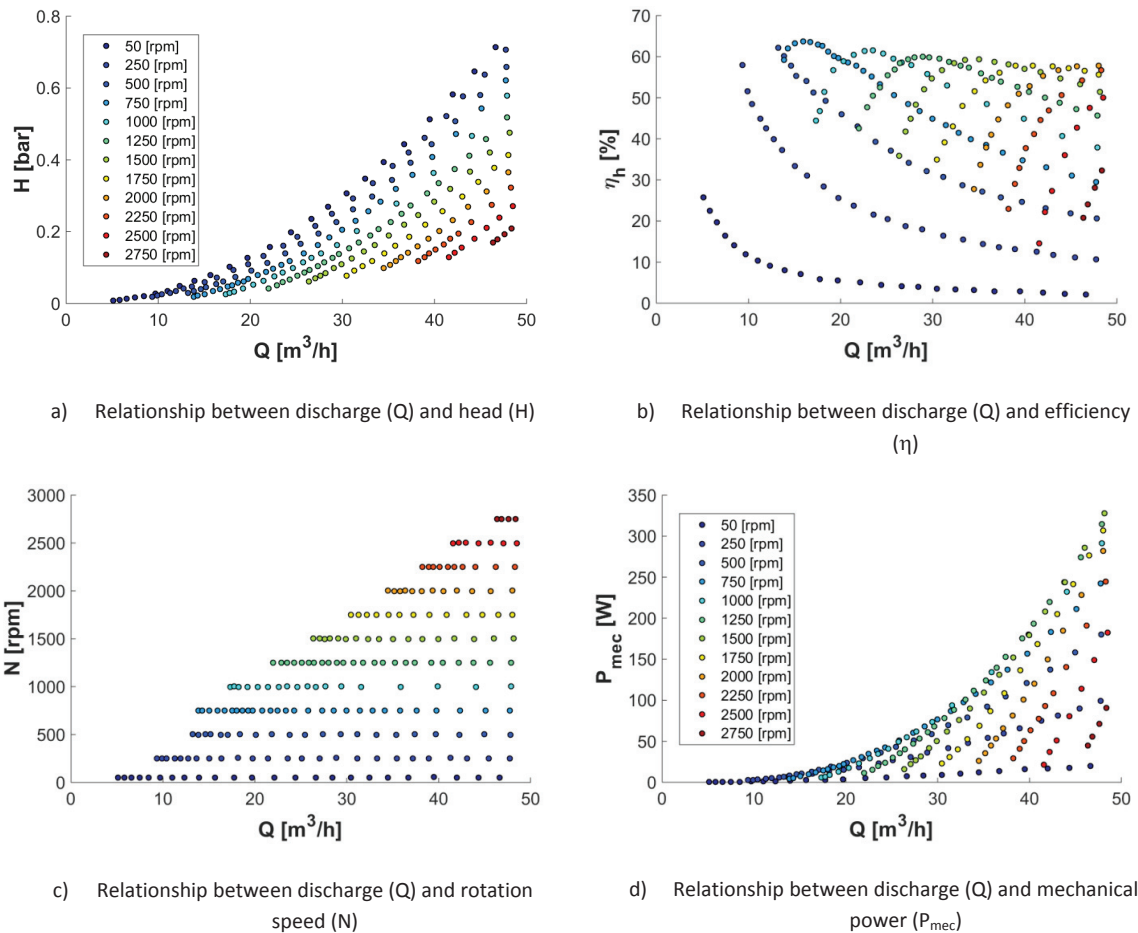 0.8
0.6
0.4
0.2
0
H [bar]
50 [rpm]
250 [rpm]
500 [rpm]
750 [rpm]
1000 [rpm]
1250 [rpm]
1500 [rpm]
1750 [rpm]
2000 [rpm]
2250 [rpm]
2500 [rpm]
2750 [rpm]
0 10 20 30 40 50
Q [m³/h]
a) Relationship between discharge (Q) and head (H)
70
60
50
40
30
20
10
0
ηh [%]
0 10 20 30 40 50
Q [m³/h]
b) Relationship between discharge (Q) and efficiency
(η)
3000
2500
2000
1500
1000
500
0
N [rpm]
0 10 20 30 40 50
Q [m³/h]
c) Relationship between discharge (Q) and rotation
speed (N)
350
300
250
200
150
100
50
0
Pmec [W]
50 [rpm]
250 [rpm]
500 [rpm]
750 [rpm]
1000 [rpm]
1250 [rpm]
1500 [rpm]
1750 [rpm]
2000 [rpm]
2250 [rpm]
2500 [rpm]
2750 [rpm]
0 10 20 30 40 50
Q [m³/h]
d) Relationship between discharge (Q) and mechanical
power (Pmec)